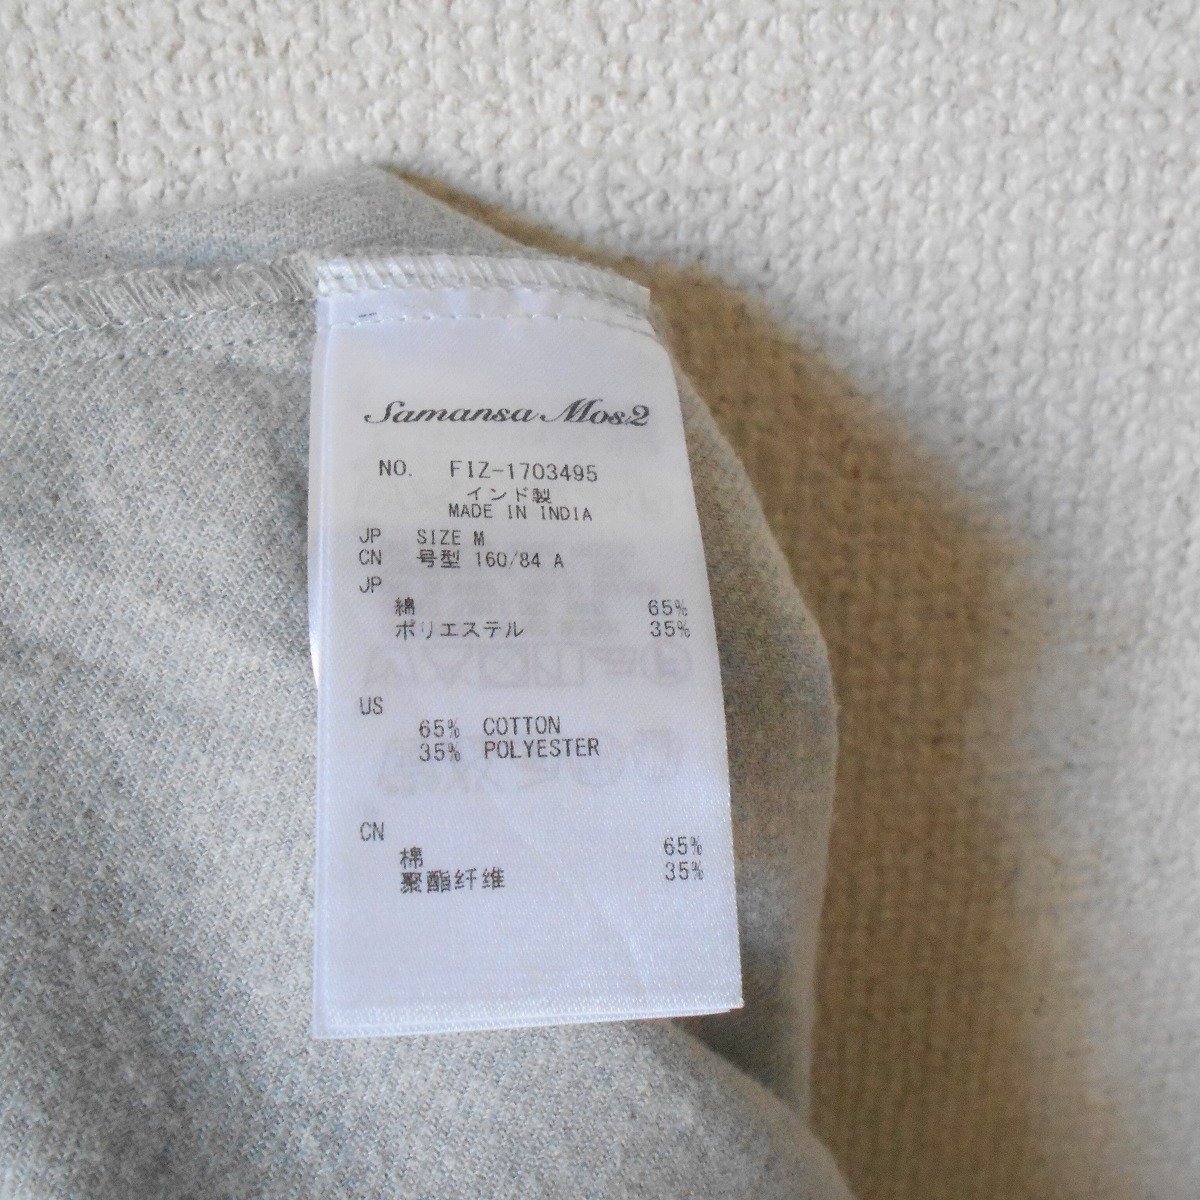 Samansa Mos2
NO. FIZ-1703495
インド製
MADE IN INDIA
JP SIZE M
CN 号型 160/84 A
JP
綿 65%
ポリエステル 35%
US
65% COTTON
35% POLYESTER
CN
棉 65%
聚酯纤维 35%